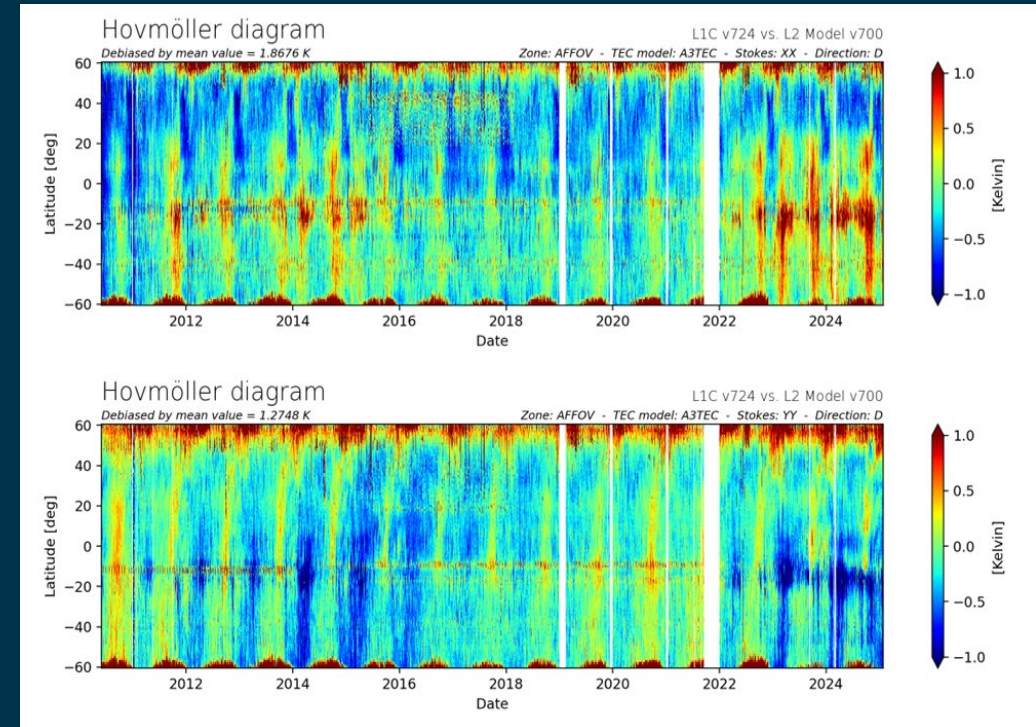 Hovmöller diagram
L1C v724 vs. L2 Model v700
Debiased by mean value = 1.8676 K
Zone: AFFOV - TEC model: A3TEC - Stokes: XX - Direction: D
60
40
20
0
−20
−40
−60
Latitude [deg]
2012 2014 2016 2018 2020 2022 2024
Date
1.0
0.5
0.0
−0.5
−1.0
[Kelvin]
Hovmöller diagram
L1C v724 vs. L2 Model v700
Debiased by mean value = 1.2748 K
Zone: AFFOV - TEC model: A3TEC - Stokes: YY - Direction: D
60
40
20
0
−20
−40
−60
Latitude [deg]
2012 2014 2016 2018 2020 2022 2024
Date
1.0
0.5
0.0
−0.5
−1.0
[Kelvin]